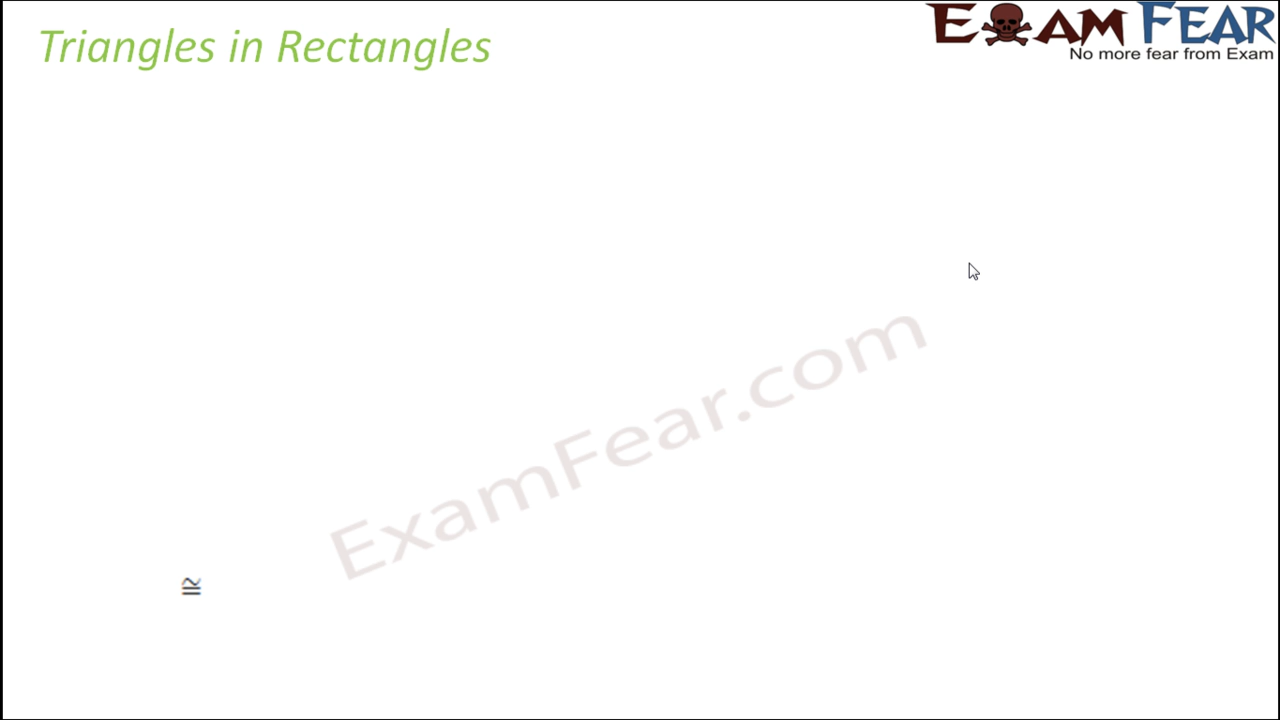 Triangles in Rectangles
EXAM FEAR
No more fear from Exam
ExamFear.com
≅